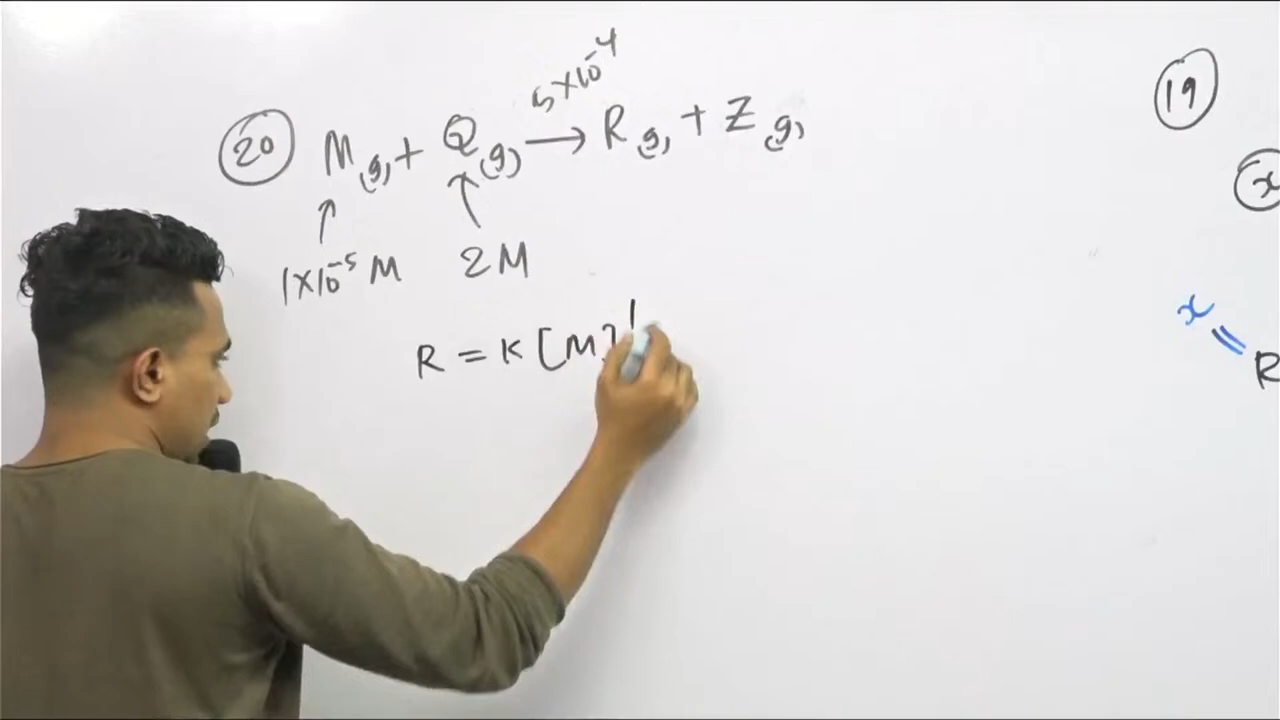 5×10⁻⁴
(20) M(g) + Q(g) → R(g) + Z(g)
↑ ↑
1×10⁻⁵ M 2M
R = K [M]¹
(19)
(x
x
R